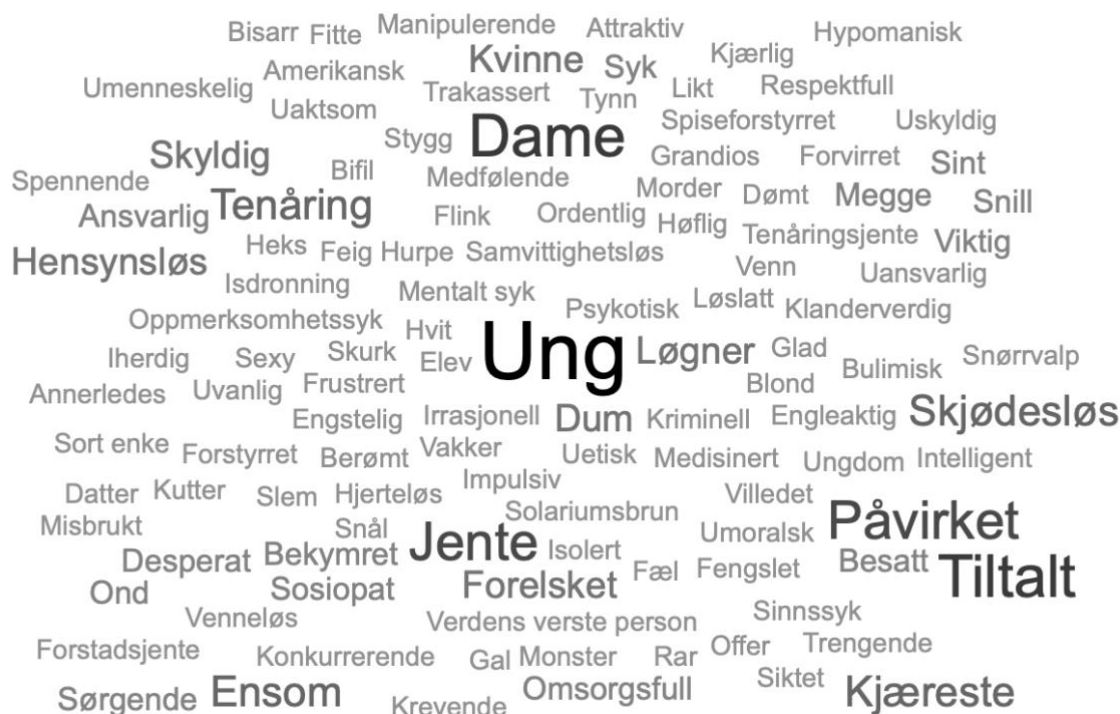 Bisarr Fitte Manipulerende Attraktiv Hypomanisk
Amerikansk Kvinne Syk Kjærlig
Umenneskelig Trakassert Tynn Likt Respektfull
Uaktsom Stygg Dame Spiseforstyrret Uskyldig
Skyldig Bifil Medfølende Grandios Forvirret Sint
Spennende Tenåring Morder Dømt Megge Snill
Ansvarlig Flink Ordentlig Høflig Tenåringsjente Viktig
Hensynsløs Heks Feig Hurpe Samvittighetsløs Venn Uansvarlig
Isdronning Mentalt syk Psykotisk Løslatt Klanderverdig
Oppmerksomhetssyk Hvit Ung Løgner Glad Snørrvalp
Iherdig Sexy Skurk Elev Blond Bulimisk
Annerledes Uvanlig Frustrert
Engstelig Irrasjonell Dum Kriminell Engleaktig Skjødesløs
Sort enke Forstyrret Berømt Vakker Uetisk Medisinert Ungdom Intelligent
Datter Kutter Slem Hjerteløs Impulsiv Villedet
Misbrukt Snål Solariumsbrun Umoralsk Påvirket
Desperat Bekymret Jente Isolert Fæl Fengslet Besatt Tiltalt
Ond Sosiopat Forelsket
Venneløs Verdens verste person Sinnssyk
Forstadsjente Konkurrerende Gal Monster Rar Offer Trengende
Sørgende Ensom Krevende Omsorgsfull Siktet Kjæreste